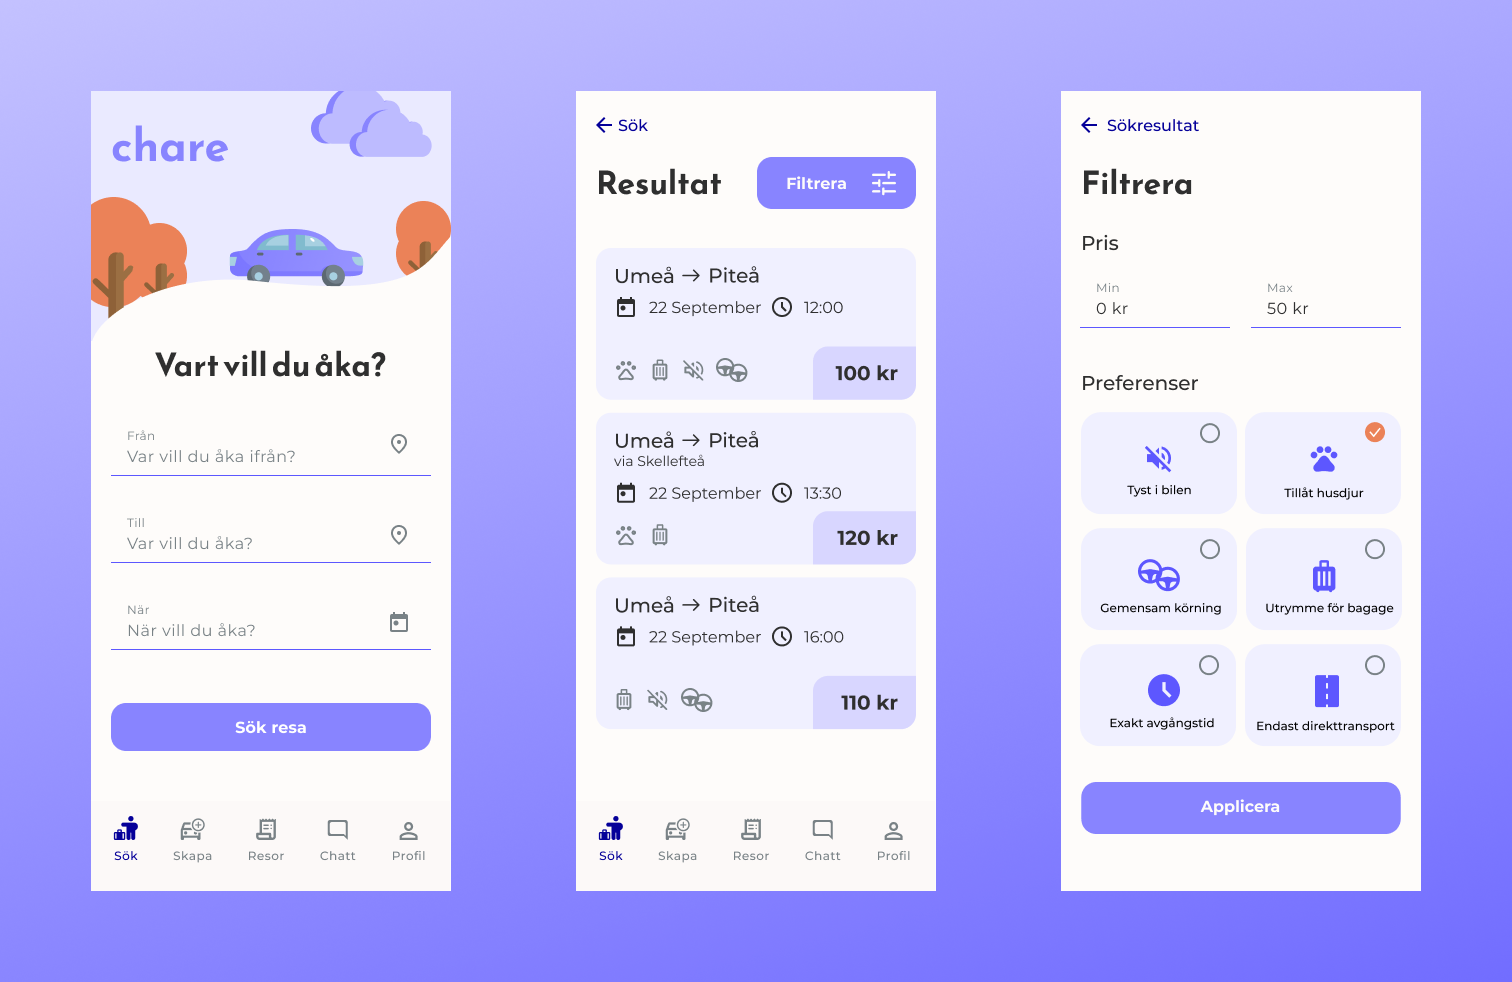 chare
Vart vill du åka?
Från
Var vill du åka ifrån?
Till
Var vill du åka?
När
När vill du åka?
Sök resa
Sök
Skapa
Resor
Chatt
Profil
Sök
Resultat
Filtrera
Umeå → Piteå
22 September 12:00
100 kr
Umeå → Piteå
via Skellefteå
22 September 13:30
120 kr
Umeå → Piteå
22 September 16:00
110 kr
Sök
Skapa
Resor
Chatt
Profil
Sökresultat
Filtrera
Pris
Min
0 kr
Max
50 kr
Preferenser
Tyst i bilen
Tillåt husdjur
Gemensam körning
Utrymme för bagage
Exakt avgångstid
Endast direkttransport
Applicera